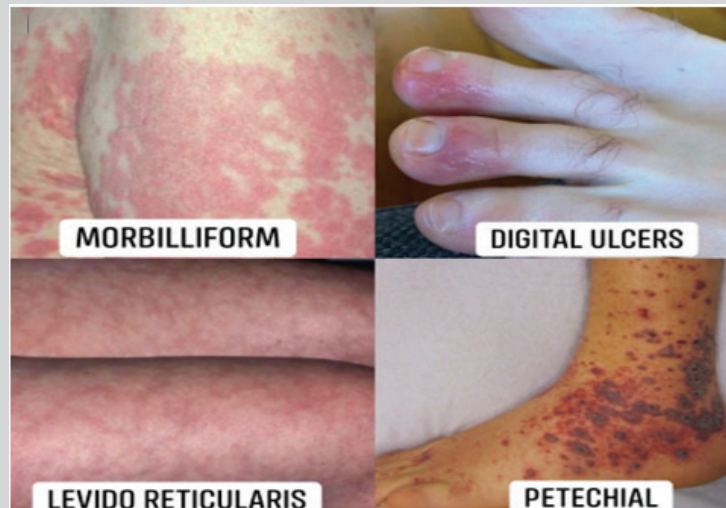 MORBILLIFORM
DIGITAL ULCERS
LEVIDO RETICULARIS
PETECHIAL